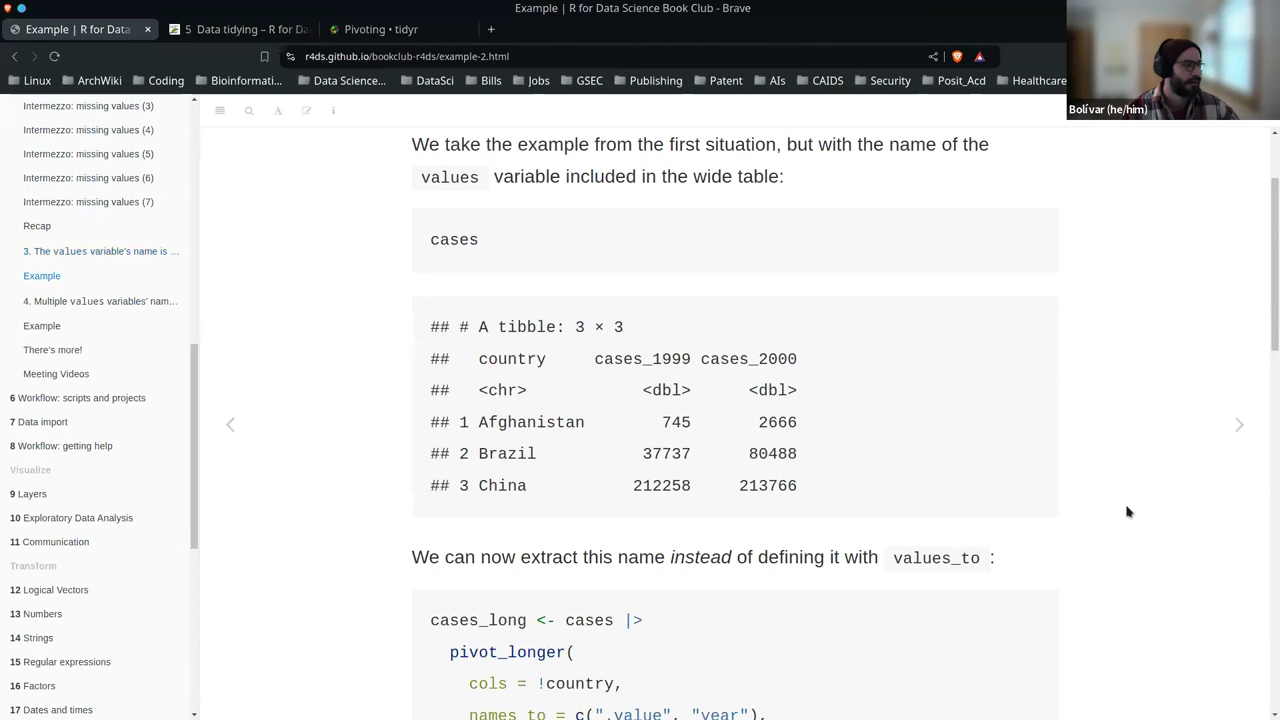 Example | R for Data Science Book Club - Brave
Example | R for Data
5 Data tidying – R for Da
Pivoting • tidyr
r4ds.github.io/bookclub-r4ds/example-2.html
Linux
ArchWiki
Coding
Bioinformati...
Data Science...
DataSci
Bills
Jobs
GSEC
Publishing
Patent
AIs
CAIDS
Security
Posit_Acd
Healthcare
Bolívar (he/him)
Intermezzo: missing values (3)
Intermezzo: missing values (4)
Intermezzo: missing values (5)
Intermezzo: missing values (6)
Intermezzo: missing values (7)
Recap
3. The values variable's name is ...
Example
4. Multiple values variables' nam...
Example
There's more!
Meeting Videos
6 Workflow: scripts and projects
7 Data import
8 Workflow: getting help
Visualize
9 Layers
10 Exploratory Data Analysis
11 Communication
Transform
12 Logical Vectors
13 Numbers
14 Strings
15 Regular expressions
16 Factors
17 Dates and times
We take the example from the first situation, but with the name of the
values variable included in the wide table:
cases
## # A tibble: 3 × 3
##   country     cases_1999 cases_2000
##   <chr>            <dbl>      <dbl>
## 1 Afghanistan        745       2666
## 2 Brazil           37737      80488
## 3 China           212258     213766
We can now extract this name instead of defining it with values_to :
cases_long <- cases |>
pivot_longer(
cols = !country,
names_to = c(".value", "year"),